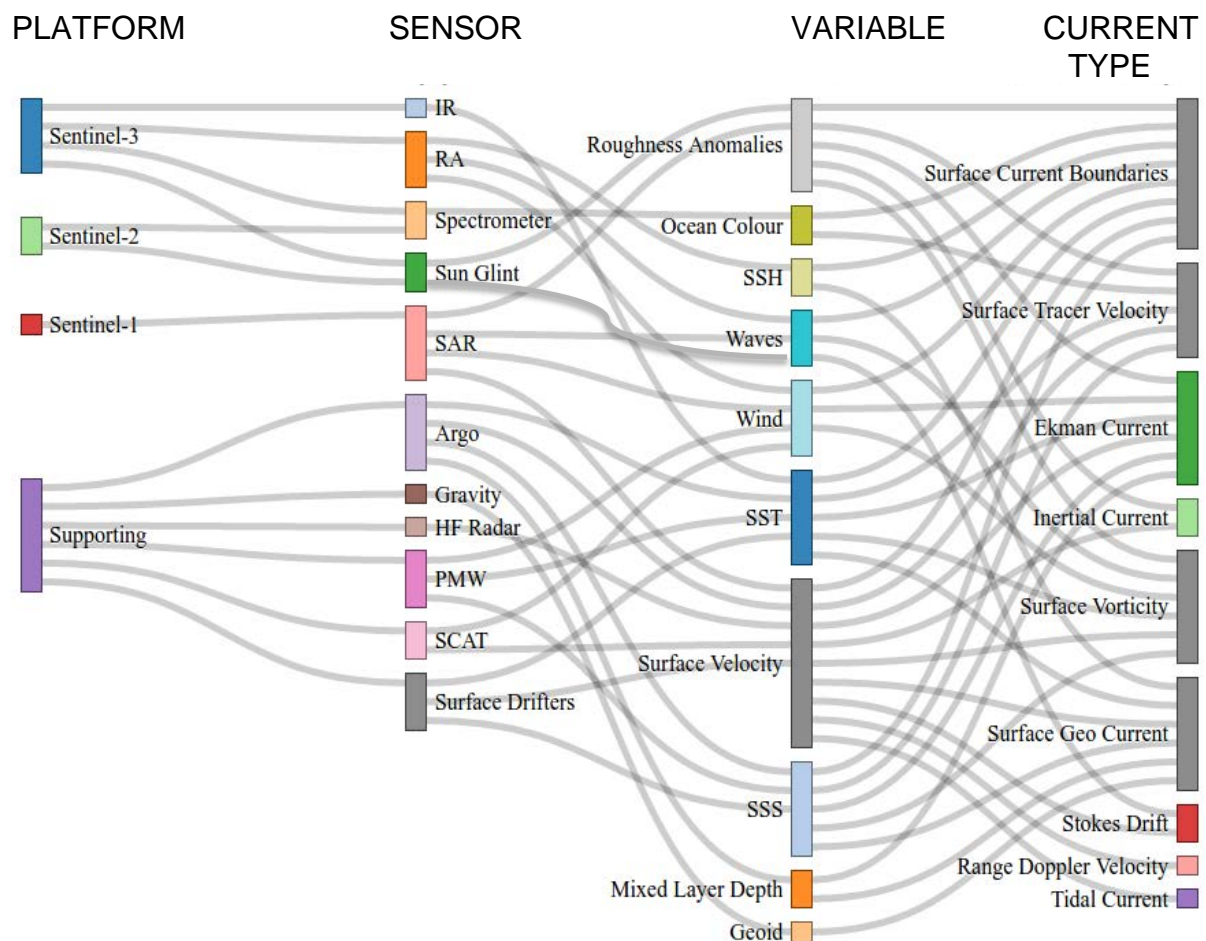 PLATFORM
SENSOR
VARIABLE
CURRENT
TYPE
Sentinel-3
Sentinel-2
Sentinel-1
Supporting
IR
RA
Spectrometer
Sun Glint
SAR
Argo
Gravity
HF Radar
PMW
SCAT
Surface Drifters
Roughness Anomalies
Ocean Colour
SSH
Waves
Wind
SST
Surface Velocity
SSS
Mixed Layer Depth
Geoid
Surface Current Boundaries
Surface Tracer Velocity
Ekman Current
Inertial Current
Surface Vorticity
Surface Geo Current
Stokes Drift
Range Doppler Velocity
Tidal Current